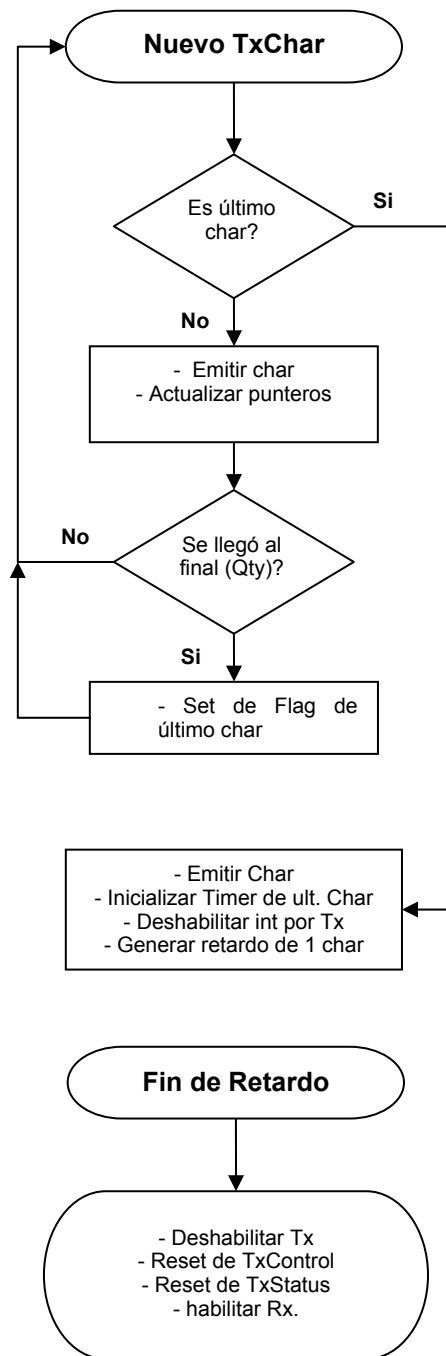 Nuevo TxChar
Es último
char?
Si
No
- Emitir char
- Actualizar punteros
No
Se llegó al
final (Qty)?
Si
- Set de Flag de
último char
- Emitir Char
- Inicializar Timer de ult. Char
- Deshabilitar int por Tx
- Generar retardo de 1 char
Fin de Retardo
- Deshabilitar Tx
- Reset de TxControl
- Reset de TxStatus
- habilitar Rx.